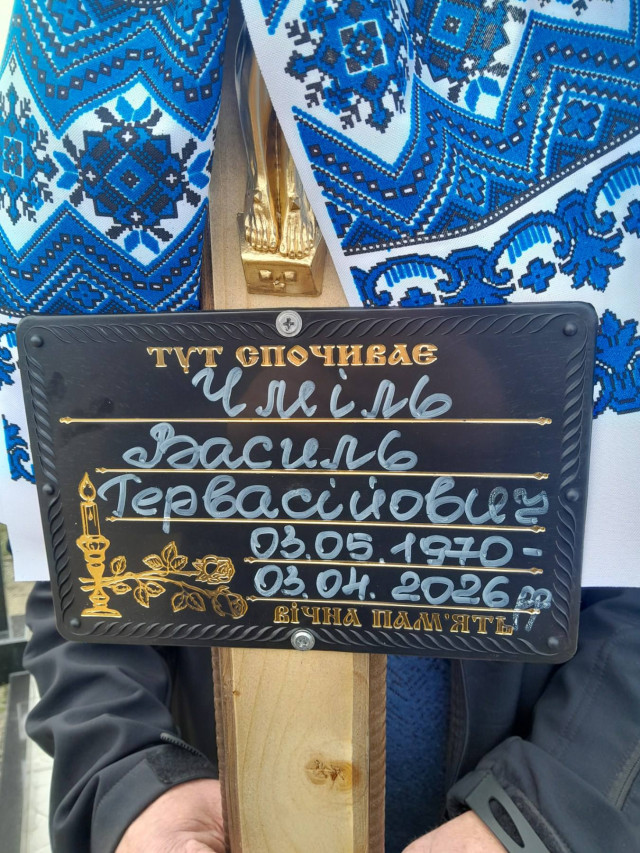 ТУТ СПОЧИВАЄ
Чміль
Василь
Гервасійович
03.05.1970-
03.04.2026 рр
ВІЧНА ПАМ'ЯТЬ